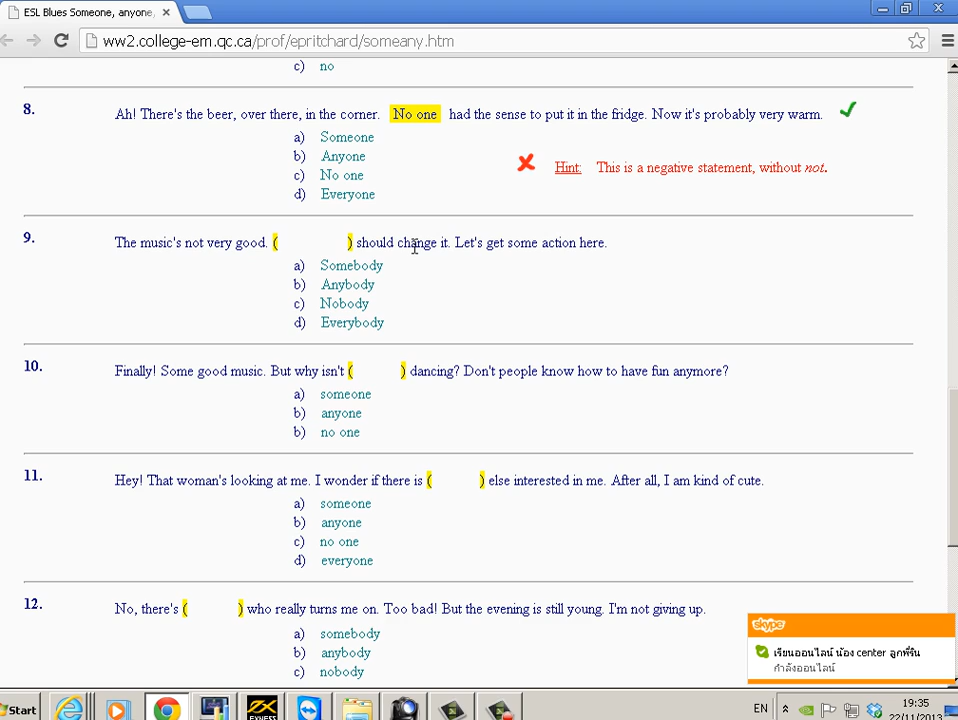 ESL Blues Someone, anyone,
ww2.college-em.qc.ca/prof/epritchard/someany.htm
c) no
8. Ah! There's the beer, over there, in the corner. No one had the sense to put it in the fridge. Now it's probably very warm.
a) Someone
b) Anyone
Hint: This is a negative statement, without not.
c) No one
d) Everyone
9. The music's not very good. ( ) should change it. Let's get some action here.
a) Somebody
b) Anybody
c) Nobody
d) Everybody
10. Finally! Some good music. But why isn't ( ) dancing? Don't people know how to have fun anymore?
a) someone
b) anyone
b) no one
11. Hey! That woman's looking at me. I wonder if there is ( ) else interested in me. After all, I am kind of cute.
a) someone
b) anyone
c) no one
d) everyone
12. No, there's ( ) who really turns me on. Too bad! But the evening is still young. I'm not giving up.
a) somebody
b) anybody
c) nobody
skype
เรียนออนไลน์ น้อง center ลูกพี่ริน
กำลังออนไลน์
Start
EXNESS
EN
19:35
22/11/2013